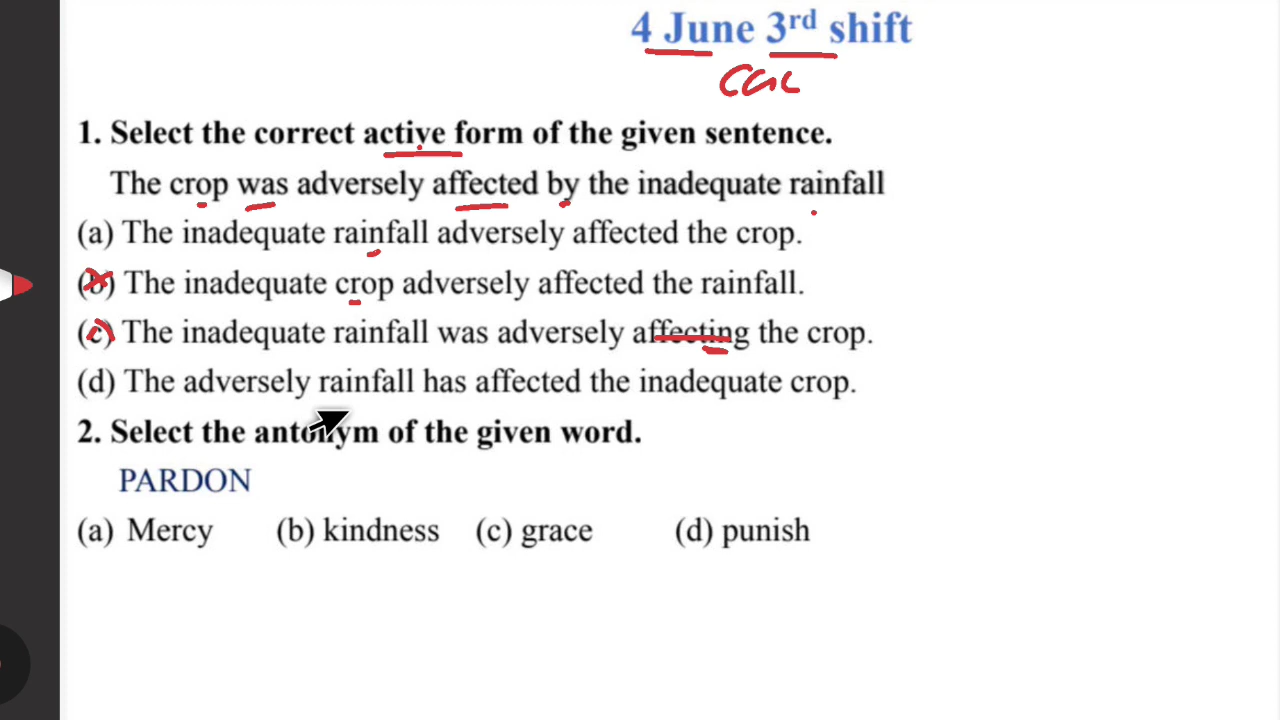 4 June 3rd shift
1. Select the correct active form of the given sentence.
The crop was adversely affected by the inadequate rainfall
(a) The inadequate rainfall adversely affected the crop.
(b) The inadequate crop adversely affected the rainfall.
(c) The inadequate rainfall was adversely affecting the crop.
(d) The adversely rainfall has affected the inadequate crop.
2. Select the antonym of the given word.
PARDON
(a) Mercy (b) kindness (c) grace (d) punish